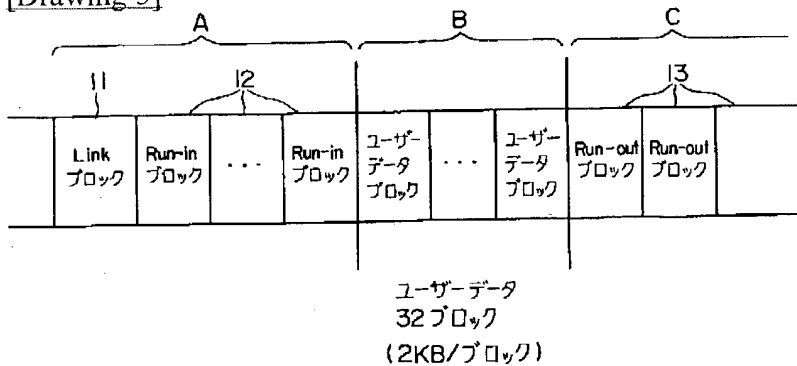 [Drawing 5]
A B C
11 12 13
Link
ブロック
Run-in
ブロック
...
Run-in
ブロック
ユーザー
データ
ブロック
...
ユーザー
データ
ブロック
Run-out
ブロック
Run-out
ブロック
ユーザーデータ
32ブロック
(2KB/ブロック)